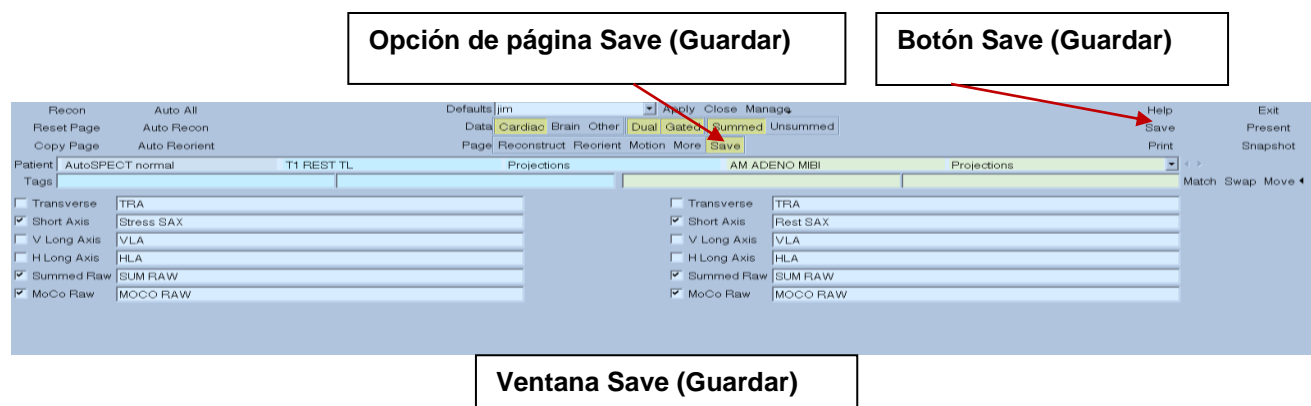 Opción de página Save (Guardar)
Botón Save (Guardar)
Recon Auto All Defaults jim Apply Close Manage Help Exit
Reset Page Auto Recon Data Cardiac Brain Other Dual Gated Summed Unsummed Save Present
Copy Page Auto Reorient Page Reconstruct Reorient Motion More Save Print Snapshot
Patient AutoSPECT normal T1 REST TL Projections AM ADENO MIBI Projections
Tags Match Swap Move
Transverse TRA Transverse TRA
Short Axis Stress SAX Short Axis Rest SAX
V Long Axis VLA V Long Axis VLA
H Long Axis HLA H Long Axis HLA
Summed Raw SUM RAW Summed Raw SUM RAW
MoCo Raw MOCO RAW MoCo Raw MOCO RAW
Ventana Save (Guardar)